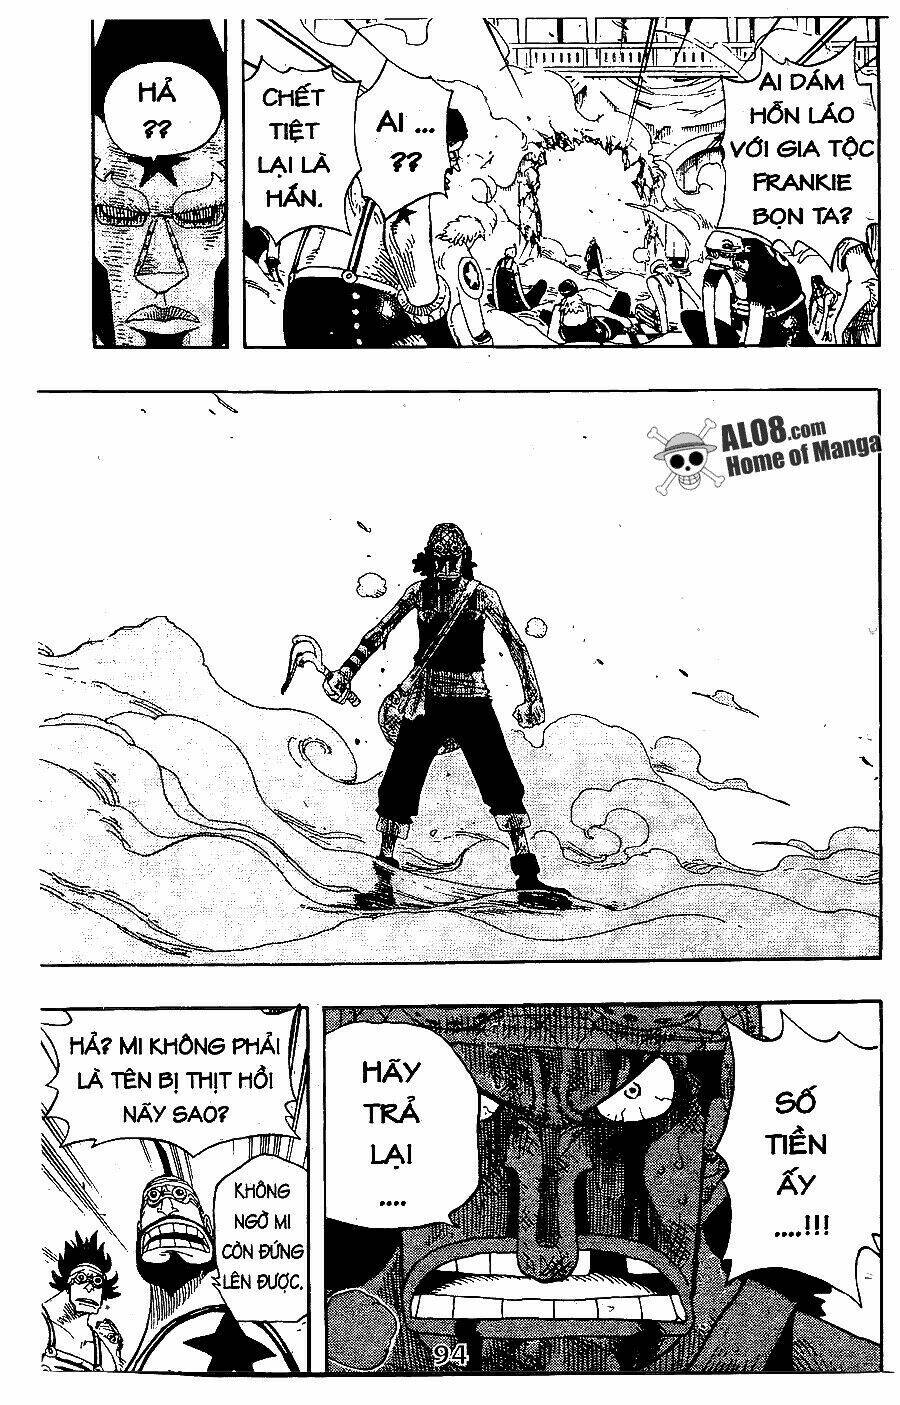 HẢ
??
CHẾT
TIỆT
LẠI LÀ
HẮN.
AI ...
??
AI DÁM
HỖN LÁO
VỚI GIA TỘC
FRANKIE
BỌN TA?
ALO8.com
Home of Manga
HẢ? MI KHÔNG PHẢI
LÀ TÊN BỊ THỊT HỒI
NÃY SAO?
KHÔNG
NGỜ MI
CÒN ĐỨNG
LÊN ĐƯỢC.
HÃY
TRẢ
LẠI
....
SỐ
TIỀN
ẤY
....!!!
94